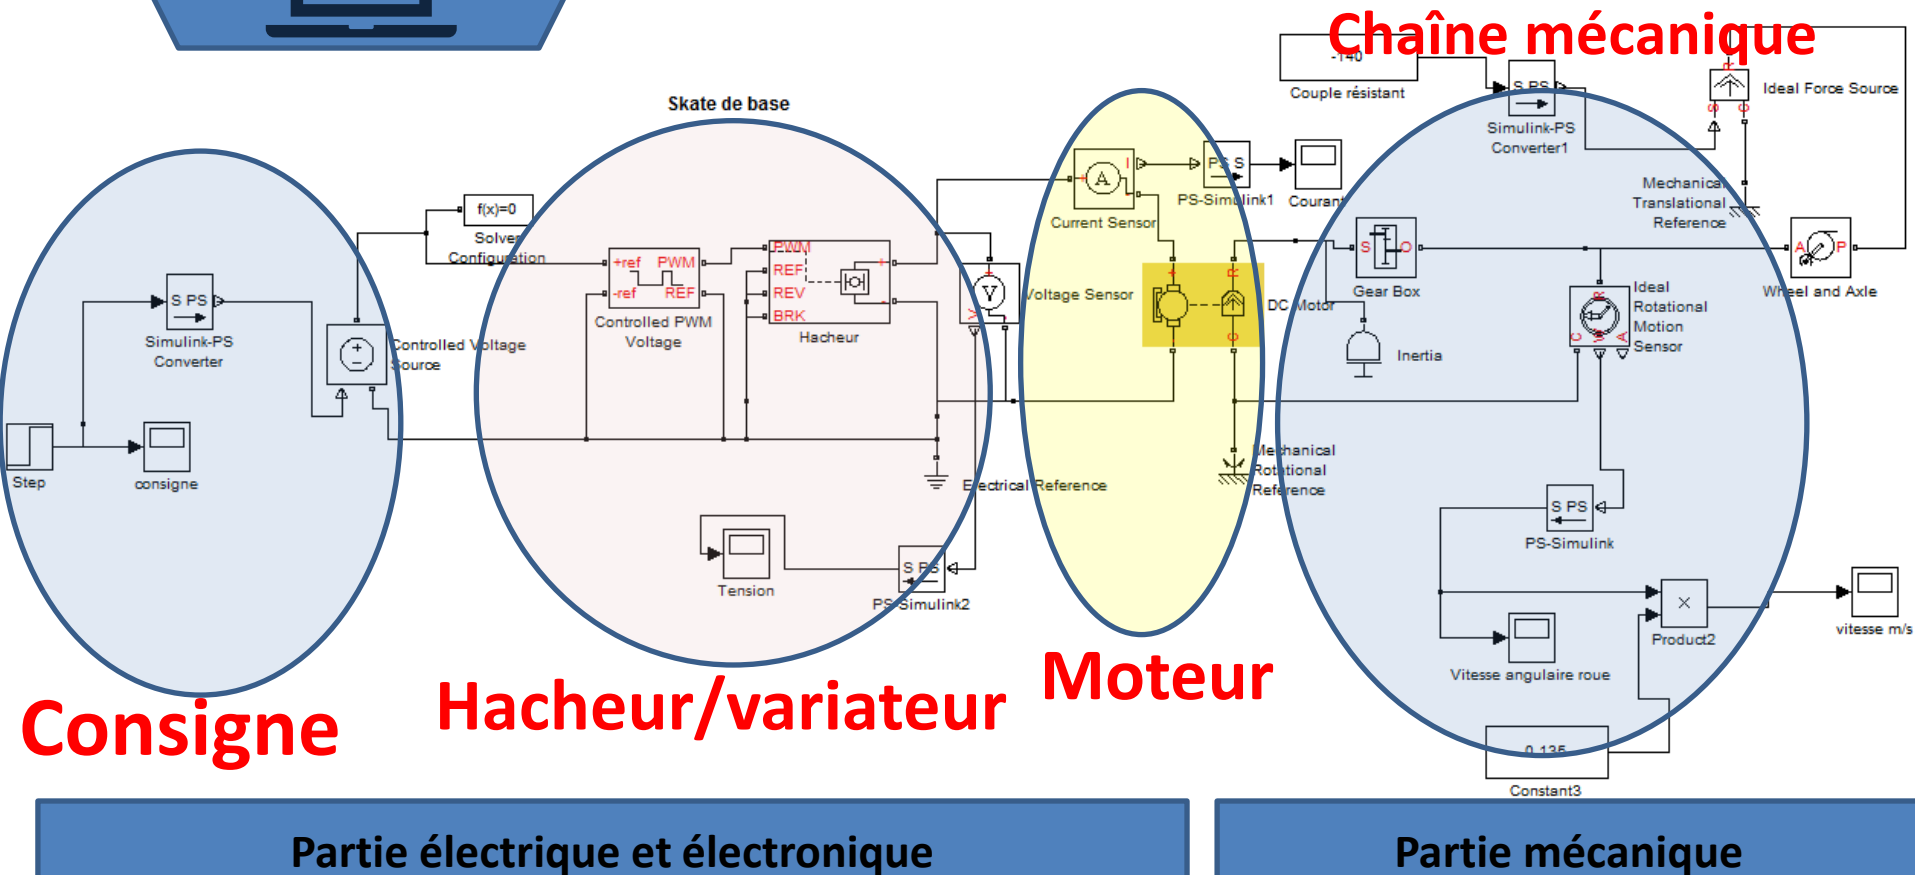 Chaîne mécanique
-140
Couple résistant
S PS
Simulink-PS
Converter1
R
S
C
Ideal Force Source
Mechanical
Translational
Reference
Skate de base
f(x)=0
Solver
Configuration
S PS
Simulink-PS
Converter
Controlled Voltage
Source
Step
consigne
+ref
PWM
-ref
REF
Controlled PWM
Voltage
PWM
REF
REV
BRK
+
-
Hacheur
V
Voltage Sensor
Electrical Reference
Tension
S PS
PS-Simulink2
A
I
Current Sensor
PS S
PS-Simulink1
Courant
+
-
R
C
DC Motor
Mechanical
Rotational
Reference
S
O
Gear Box
Inertia
A
P
Wheel and Axle
R
C
W
A
Ideal
Rotational
Motion
Sensor
S PS
PS-Simulink
×
Product2
vitesse m/s
Vitesse angulaire roue
0.135
Constant3
Consigne
Hacheur/variateur
Moteur
Partie électrique et électronique
Partie mécanique